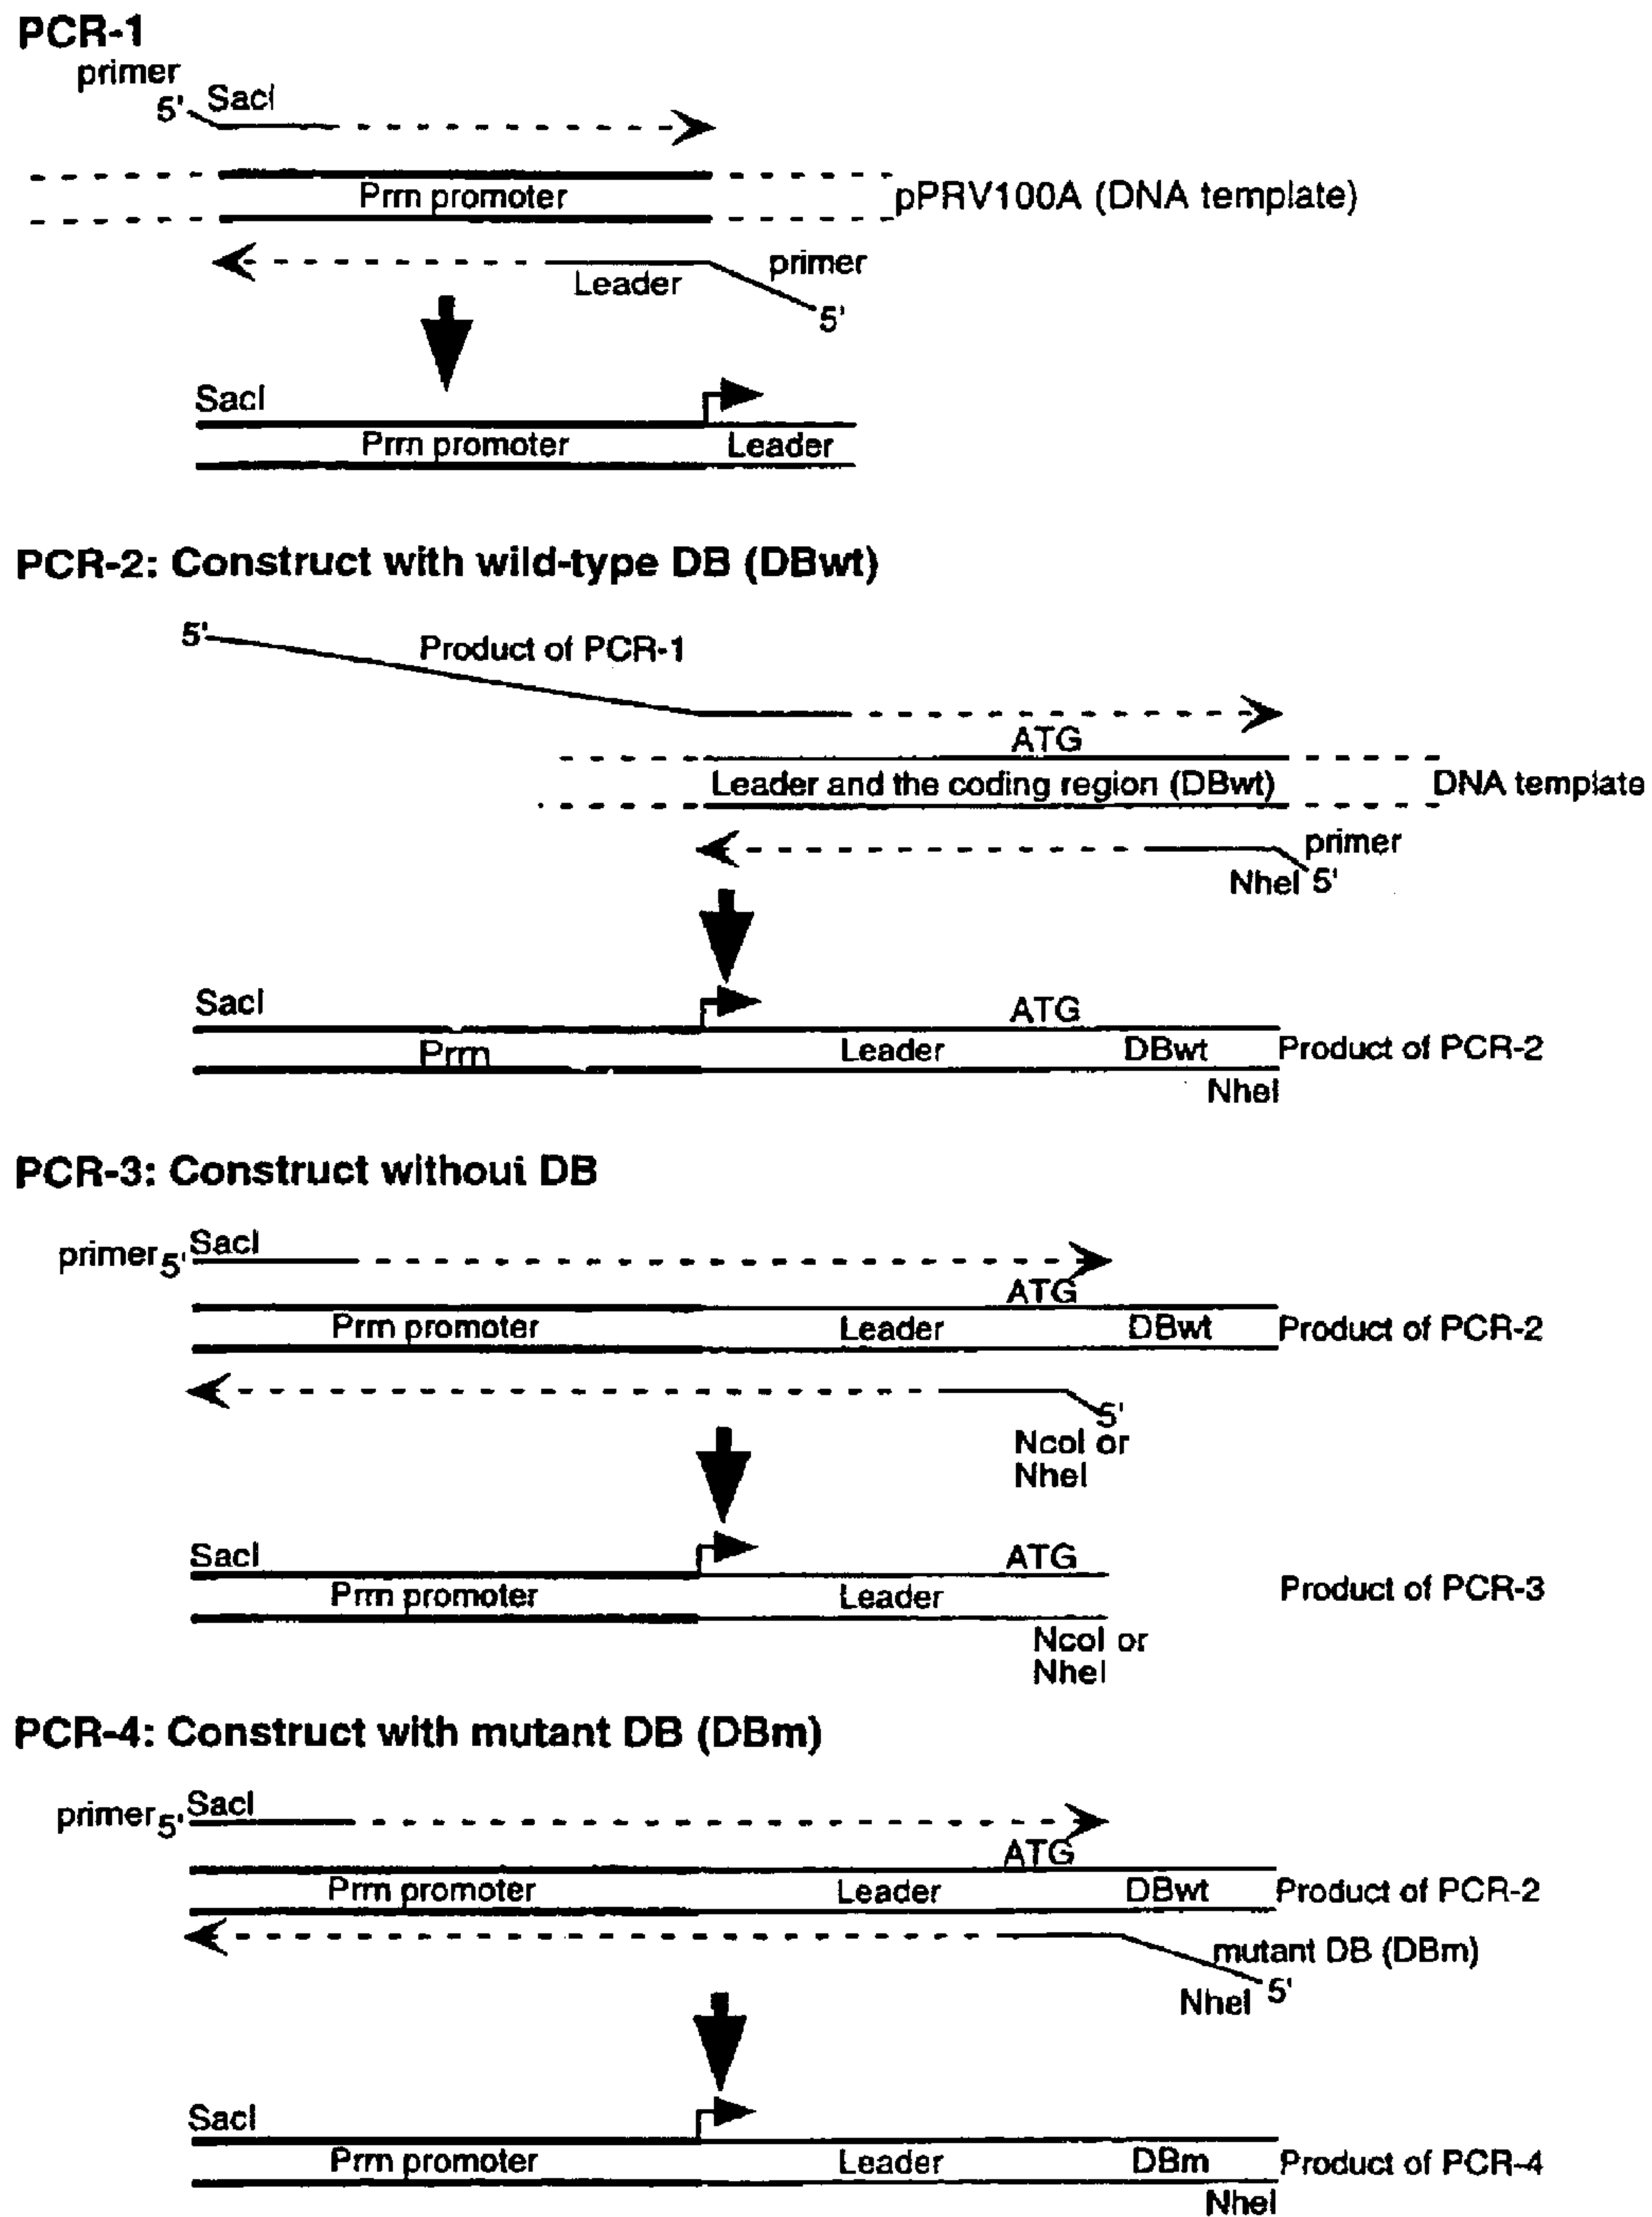 PCR-1
primer
5' SacI
Prrn promoter
pPRV100A (DNA template)
primer
Leader
5'
SacI
Prrn promoter Leader
PCR-2: Construct with wild-type DB (DBwt)
5'
Product of PCR-1
ATG
Leader and the coding region (DBwt) DNA template
primer
NheI 5'
SacI ATG
Prrn Leader DBwt Product of PCR-2
NheI
PCR-3: Construct withoui DB
primer 5' SacI
ATG
Prrn promoter Leader DBwt Product of PCR-2
5'
NcoI or
NheI
SacI ATG
Prrn promoter Leader Product of PCR-3
NcoI or
NheI
PCR-4: Construct with mutant DB (DBm)
primer 5' SacI
ATG
Prrn promoter Leader DBwt Product of PCR-2
mutant DB (DBm)
NheI 5'
SacI
Prrn promoter Leader DBm Product of PCR-4
NheI